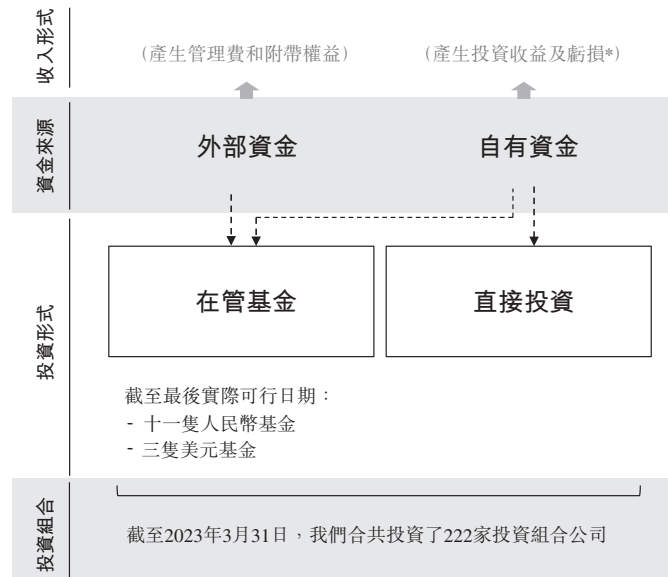 收入形式
(產生管理費和附帶權益)
(產生投資收益及虧損*)
資金來源
外部資金
自有資金
投資形式
在管基金
直接投資
截至最後實際可行日期：
- 十一隻人民幣基金
- 三隻美元基金
投資組合
截至2023年3月31日，我們合共投資了222家投資組合公司